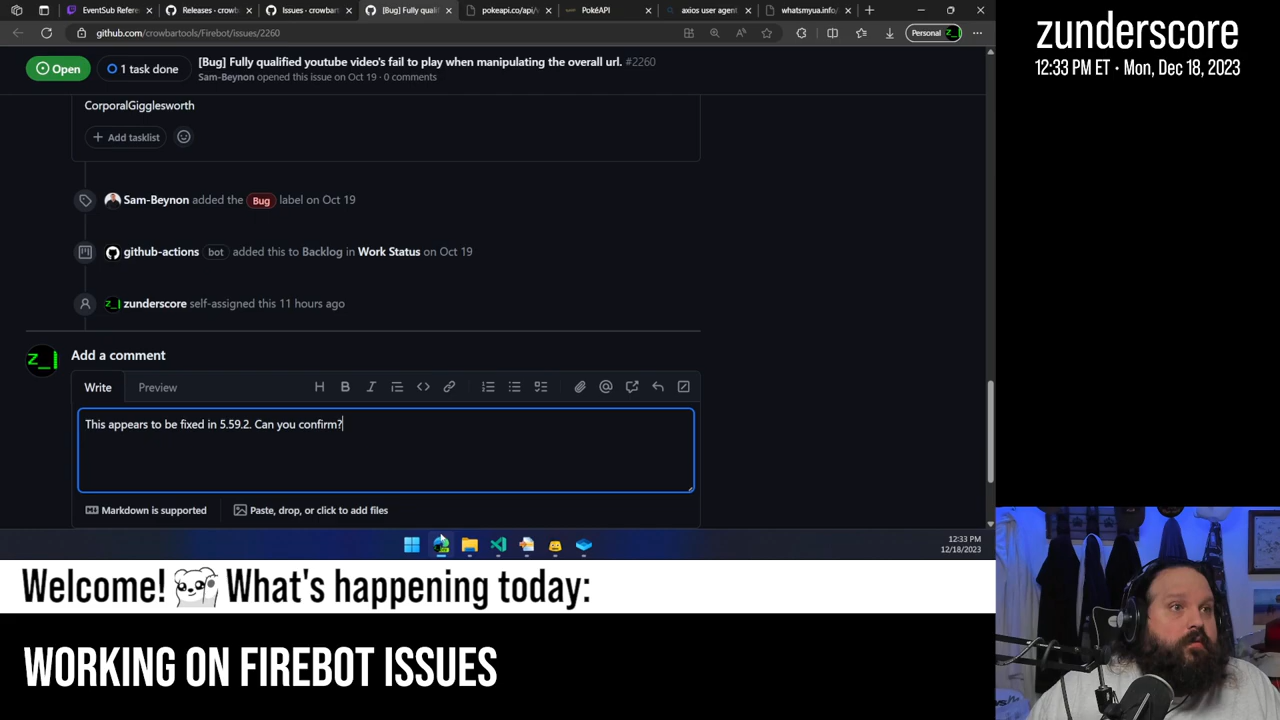 EventSub Refere
Releases · crowb
Issues · crowbart
[Bug] Fully quali
pokeapi.co/api/
PokéAPI
axios user agent
whatsmyua.info/
github.com/crowbartools/Firebot/issues/2260
Personal
Open
1 task done
[Bug] Fully qualified youtube video's fail to play when manipulating the overall url. #2260
Sam-Beynon opened this issue on Oct 19 · 0 comments
CorporalGigglesworth
Add tasklist
Sam-Beynon added the Bug label on Oct 19
github-actions bot added this to Backlog in Work Status on Oct 19
zunderscore self-assigned this 11 hours ago
Add a comment
Write
Preview
This appears to be fixed in 5.59.2. Can you confirm?
Markdown is supported
Paste, drop, or click to add files
12:33 PM
12/18/2023
zunderscore
12:33 PM ET · Mon, Dec 18, 2023
Welcome! What's happening today:
WORKING ON FIREBOT ISSUES